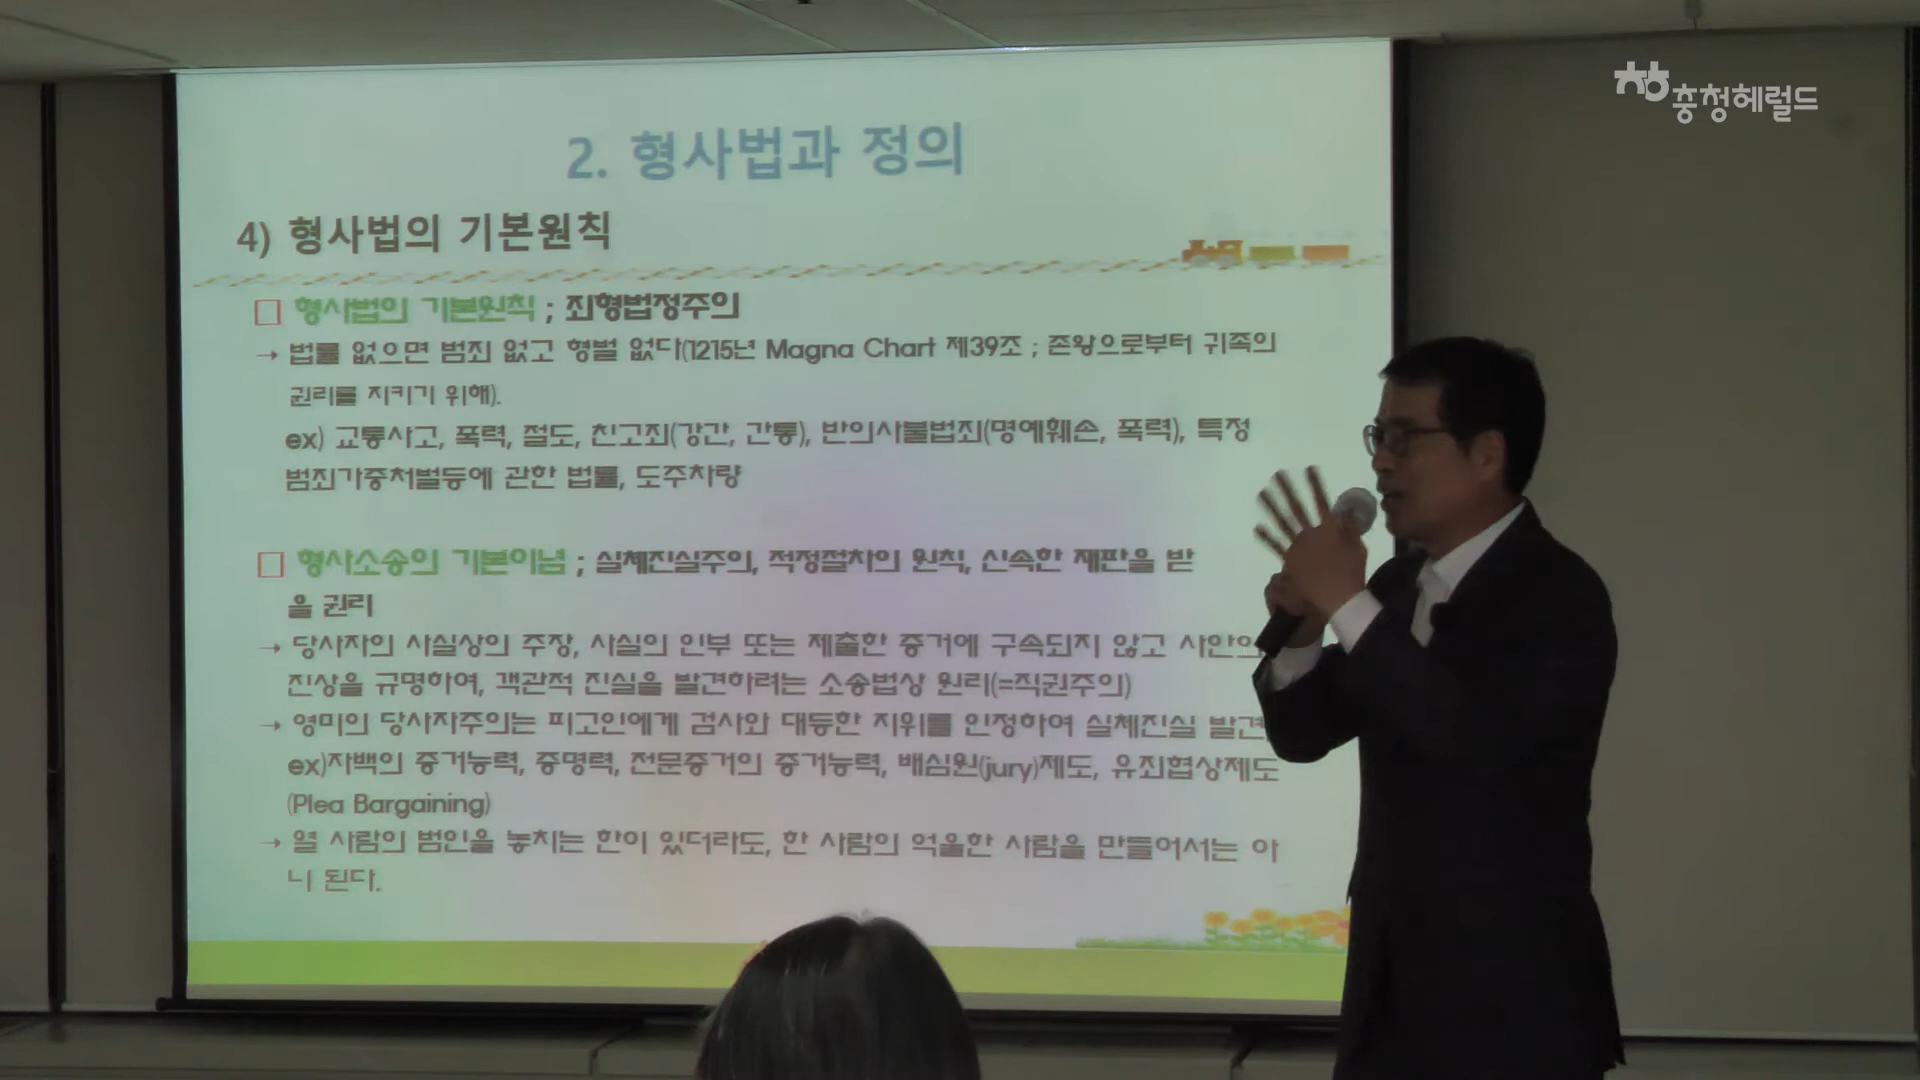 충청헤럴드
2. 형사법과 정의
4) 형사법의 기본원칙
□ 형사법의 기본원칙 ; 죄형법정주의
→ 법률 없으면 범죄 없고 형벌 없다(1215년 Magna Chart 제39조 ; 존왕으로부터 귀족의
권리를 지키기 위해).
ex) 교통사고, 폭력, 절도, 친고죄(강간, 간통), 반의사불벌죄(명예훼손, 폭력), 특정
범죄가중처벌등에 관한 법률, 도주차량
□ 형사소송의 기본이념 ; 실체진실주의, 적정절차의 원칙, 신속한 재판을 받
을 권리
→ 당사자의 사실상의 주장, 사실의 인부 또는 제출한 증거에 구속되지 않고 사안의
진상을 규명하여, 객관적 진실을 발견하려는 소송법상 원리(=직권주의)
→ 영미의 당사자주의는 피고인에게 검사와 대등한 지위를 인정하여 실체진실 발견
ex)자백의 증거능력, 증명력, 전문증거의 증거능력, 배심원(jury)제도, 유죄협상제도
(Plea Bargaining)
→ 열 사람의 범인을 놓치는 한이 있더라도, 한 사람의 억울한 사람을 만들어서는 아
니 된다.